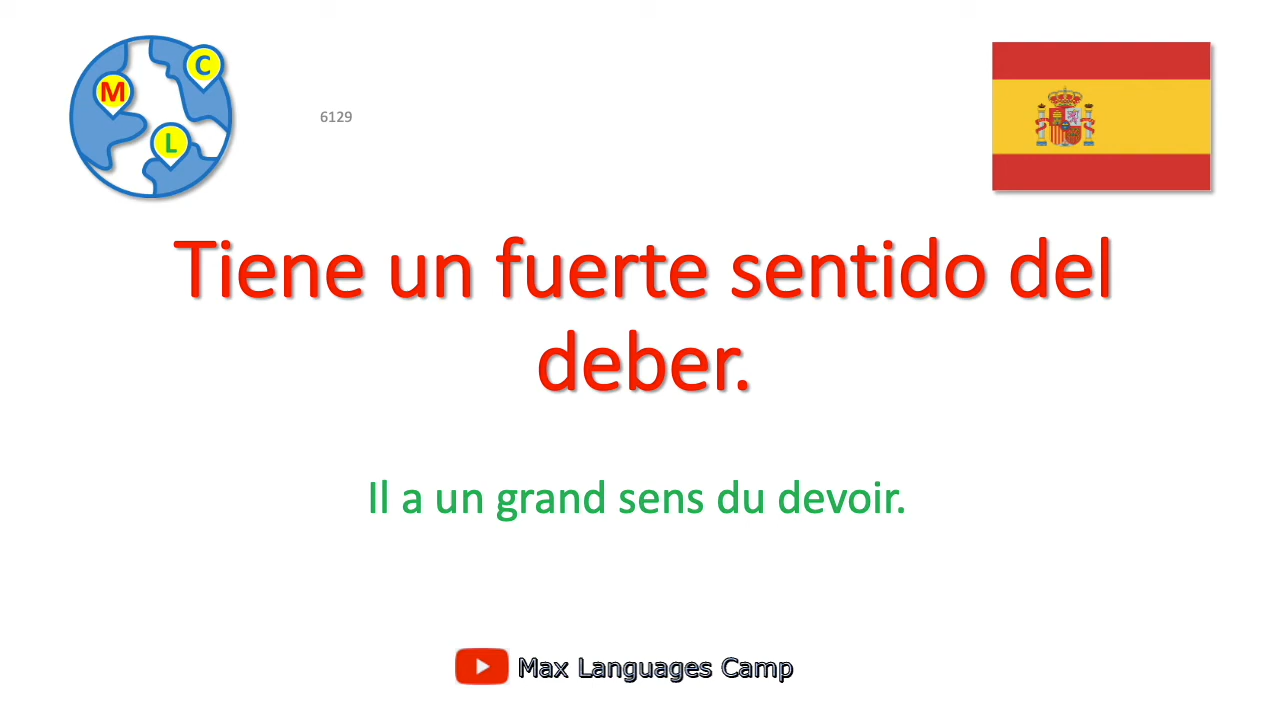 M
C
L
6129
Tiene un fuerte sentido del
deber.
Il a un grand sens du devoir.
Max Languages Camp